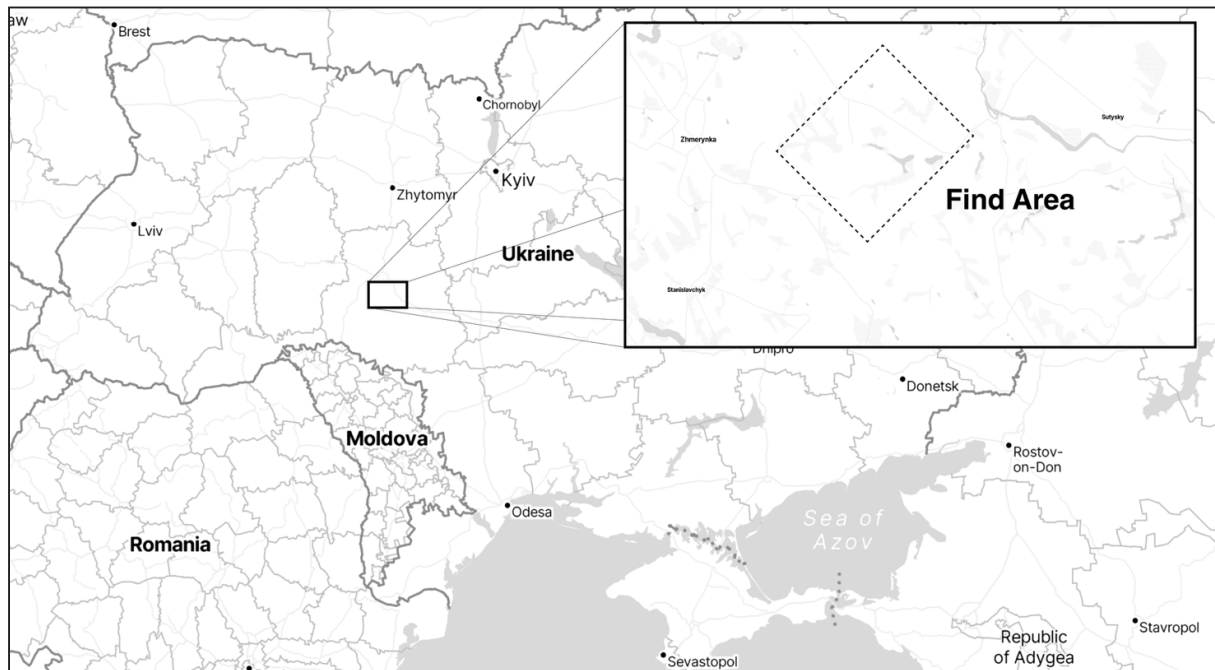 aw
Brest
Chornobyl
Kyiv
Zhytomyr
Lviv
Ukraine
Sutysky
Zhmerynka
Find Area
Stanislavchyk
Dnipro
Donetsk
Moldova
Rostov-
on-Don
Odesa
Sea of
Azov
Romania
Stavropol
Republic
of Adygea
Sevastopol